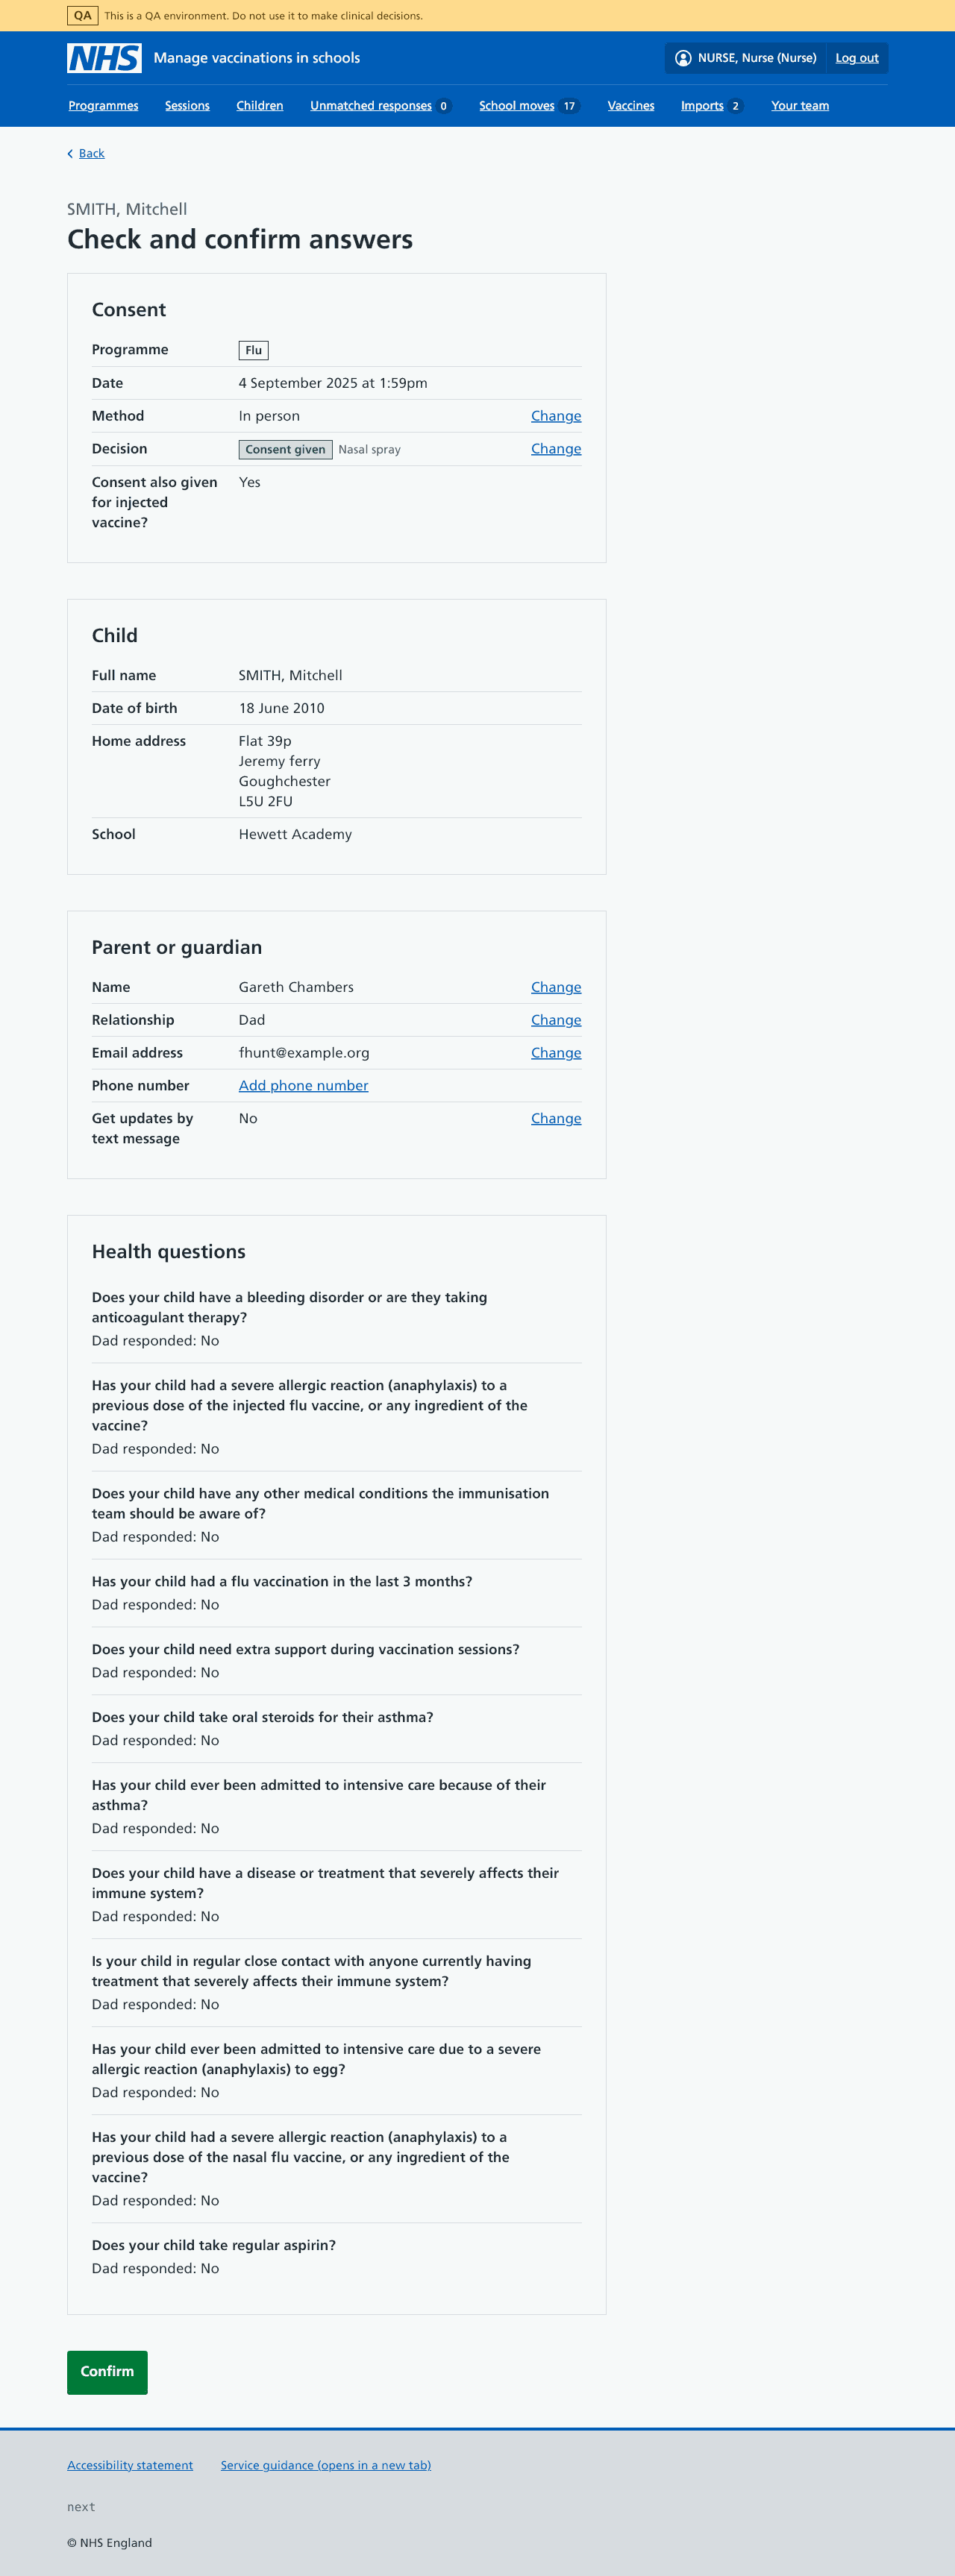 QA This is a QA environment. Do not use it to make clinical decisions.
NHS Manage vaccinations in schools NURSE, Nurse (Nurse) Log out
Programmes Sessions Children Unmatched responses 0 School moves 17 Vaccines Imports 2 Your team
Back
SMITH, Mitchell
Check and confirm answers
Consent
Programme Flu
Date 4 September 2025 at 1:59pm
Method In person Change
Decision Consent given Nasal spray Change
Consent also given Yes
for injected
vaccine?
Child
Full name SMITH, Mitchell
Date of birth 18 June 2010
Home address Flat 39p
Jeremy ferry
Goughchester
L5U 2FU
School Hewett Academy
Parent or guardian
Name Gareth Chambers Change
Relationship Dad Change
Email address fhunt@example.org Change
Phone number Add phone number
Get updates by No Change
text message
Health questions
Does your child have a bleeding disorder or are they taking
anticoagulant therapy?
Dad responded: No
Has your child had a severe allergic reaction (anaphylaxis) to a
previous dose of the injected flu vaccine, or any ingredient of the
vaccine?
Dad responded: No
Does your child have any other medical conditions the immunisation
team should be aware of?
Dad responded: No
Has your child had a flu vaccination in the last 3 months?
Dad responded: No
Does your child need extra support during vaccination sessions?
Dad responded: No
Does your child take oral steroids for their asthma?
Dad responded: No
Has your child ever been admitted to intensive care because of their
asthma?
Dad responded: No
Does your child have a disease or treatment that severely affects their
immune system?
Dad responded: No
Is your child in regular close contact with anyone currently having
treatment that severely affects their immune system?
Dad responded: No
Has your child ever been admitted to intensive care due to a severe
allergic reaction (anaphylaxis) to egg?
Dad responded: No
Has your child had a severe allergic reaction (anaphylaxis) to a
previous dose of the nasal flu vaccine, or any ingredient of the
vaccine?
Dad responded: No
Does your child take regular aspirin?
Dad responded: No
Confirm
Accessibility statement Service guidance (opens in a new tab)
next
© NHS England